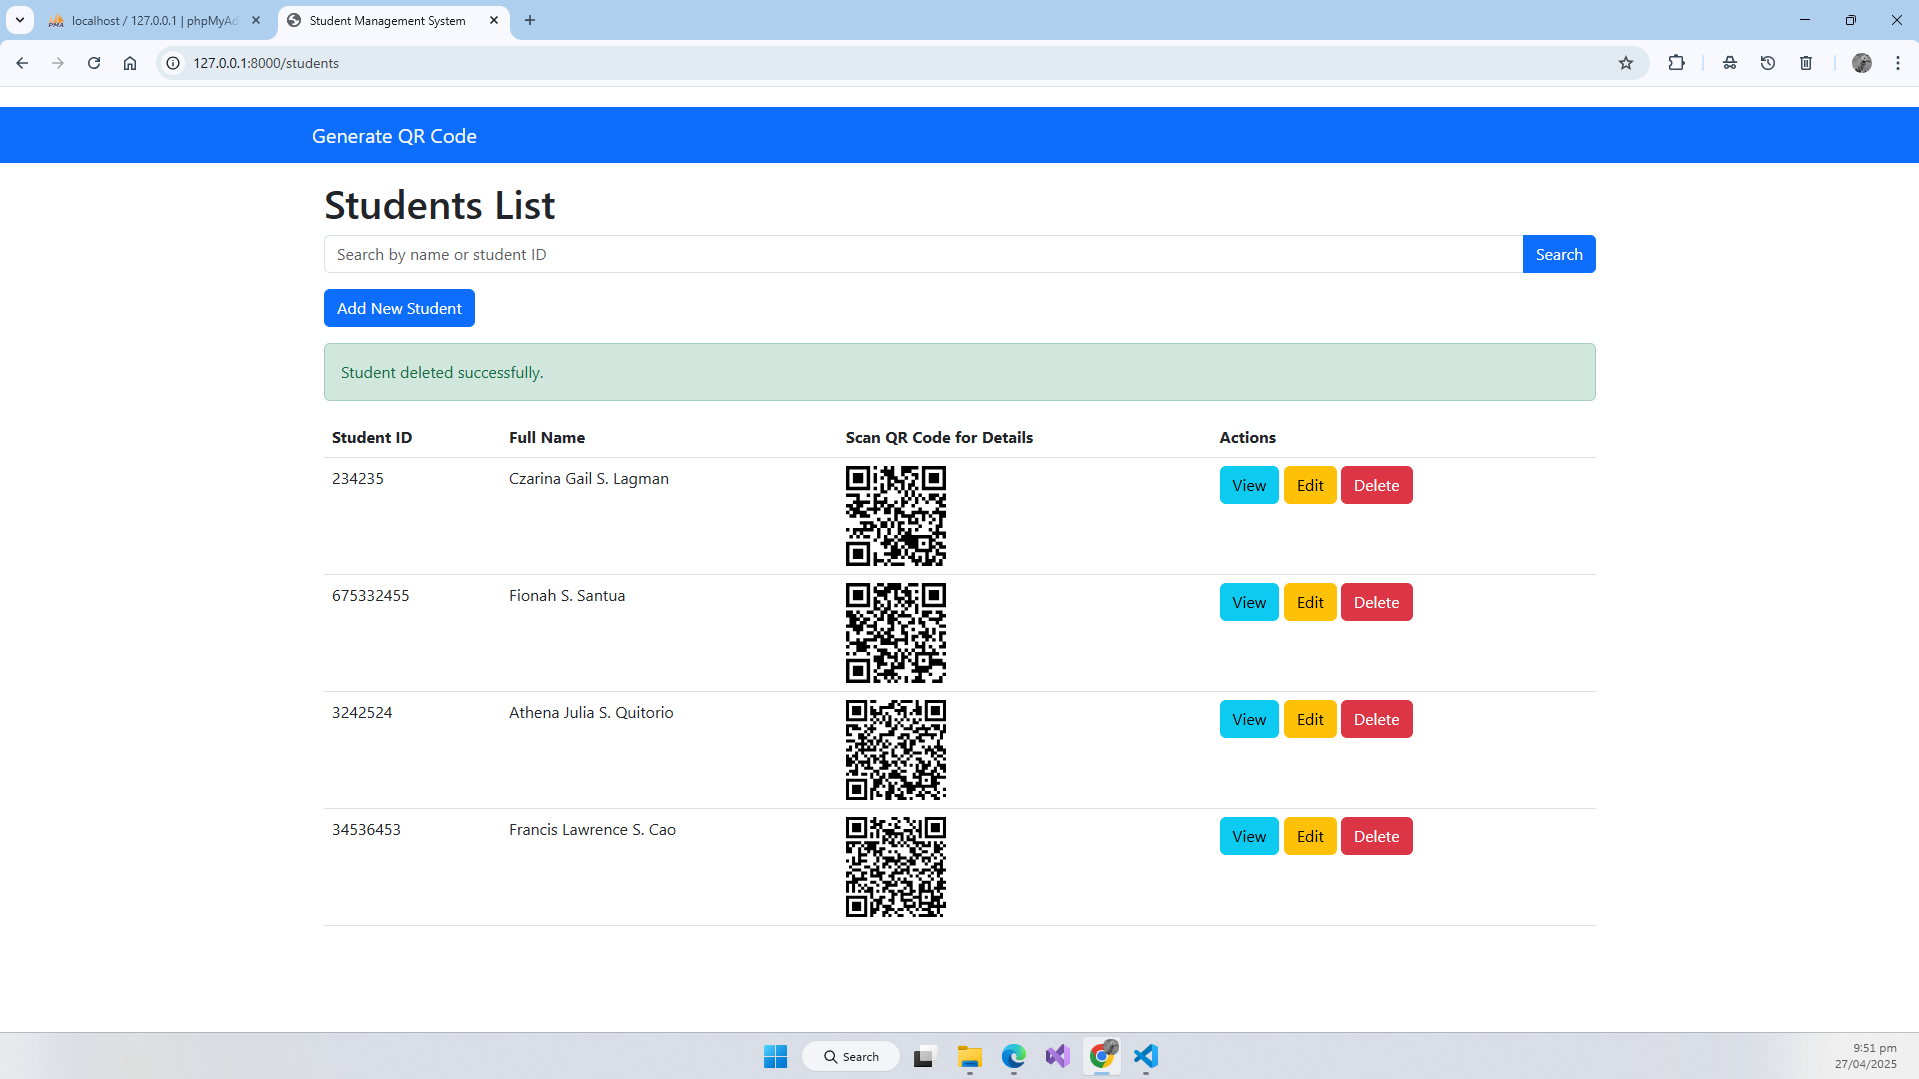 localhost / 127.0.0.1 | phpMyAd
Student Management System
127.0.0.1:8000/students
Generate QR Code
Students List
Search by name or student ID
Search
Add New Student
Student deleted successfully.
Student ID Full Name Scan QR Code for Details Actions
234235 Czarina Gail S. Lagman View Edit Delete
675332455 Fionah S. Santua View Edit Delete
3242524 Athena Julia S. Quitorio View Edit Delete
34536453 Francis Lawrence S. Cao View Edit Delete
Search
9:51 pm
27/04/2025